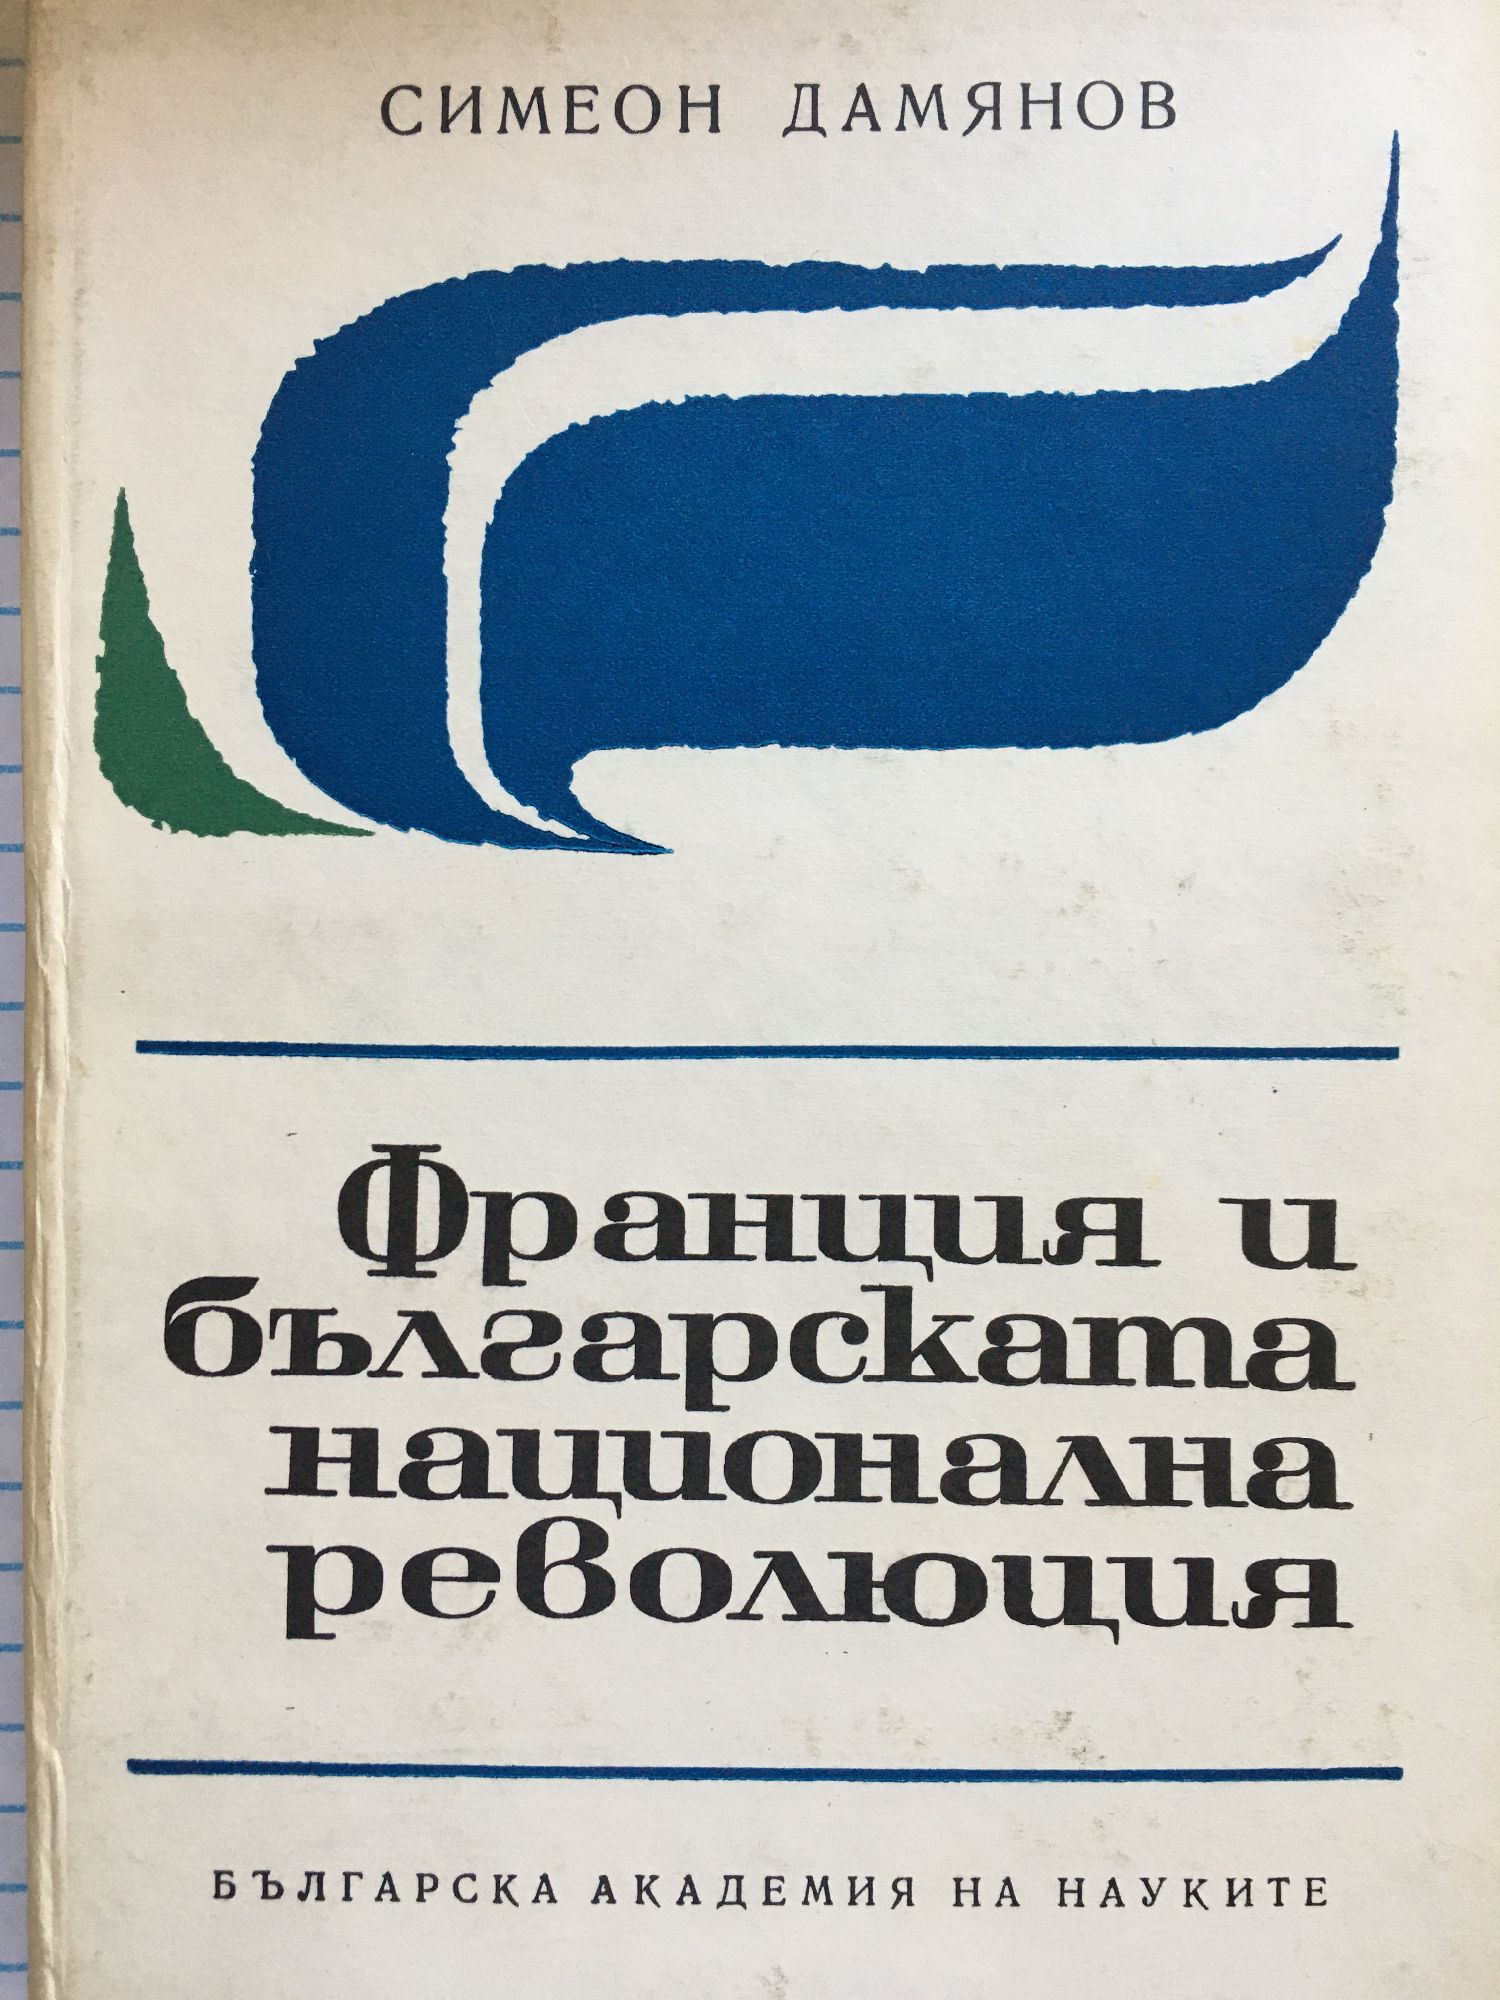 СИМЕОН ДАМЯНОВ
Франция и
българската
национална
революция
БЪЛГАРСКА АКАДЕМИЯ НА НАУКИТЕ